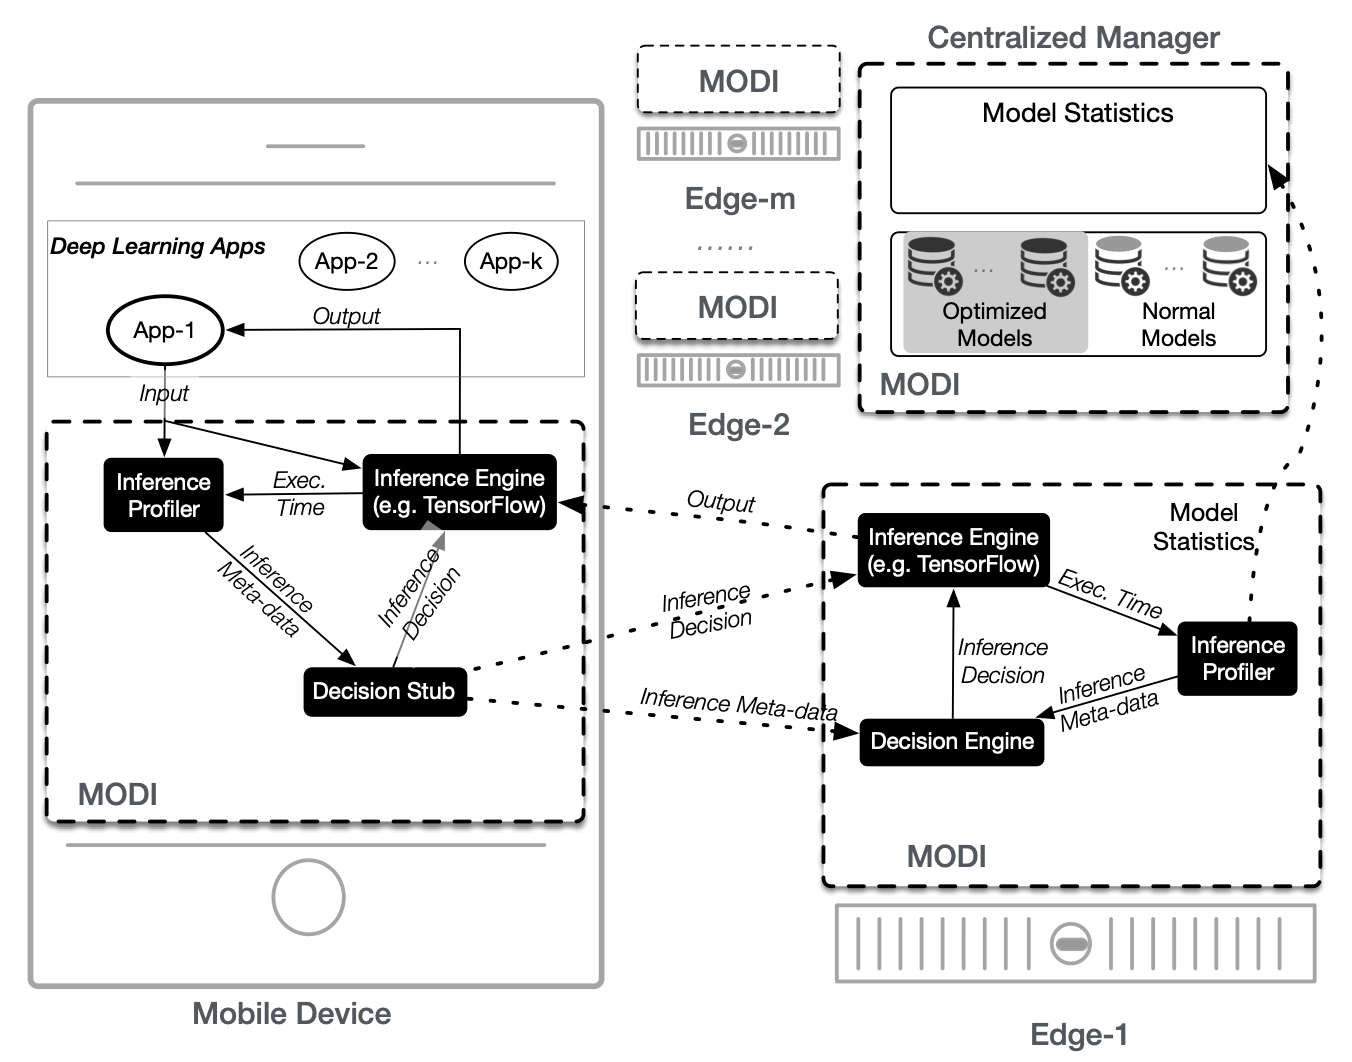 Centralized Manager
MODI
Model Statistics
Edge-m
......
Deep Learning Apps
App-2
...
App-k
...
...
Optimized
Models
Normal
Models
MODI
App-1
Output
MODI
Edge-2
Input
Inference
Profiler
Exec.
Time
Inference Engine
(e.g. TensorFlow)
Inference
Meta-data
Inference
Decision
Decision Stub
MODI
Mobile Device
Output
Inference
Decision
Inference Meta-data
Model
Statistics
Inference Engine
(e.g. TensorFlow)
Exec. Time
Inference
Profiler
Inference
Decision
Inference
Meta-data
Decision Engine
MODI
Edge-1